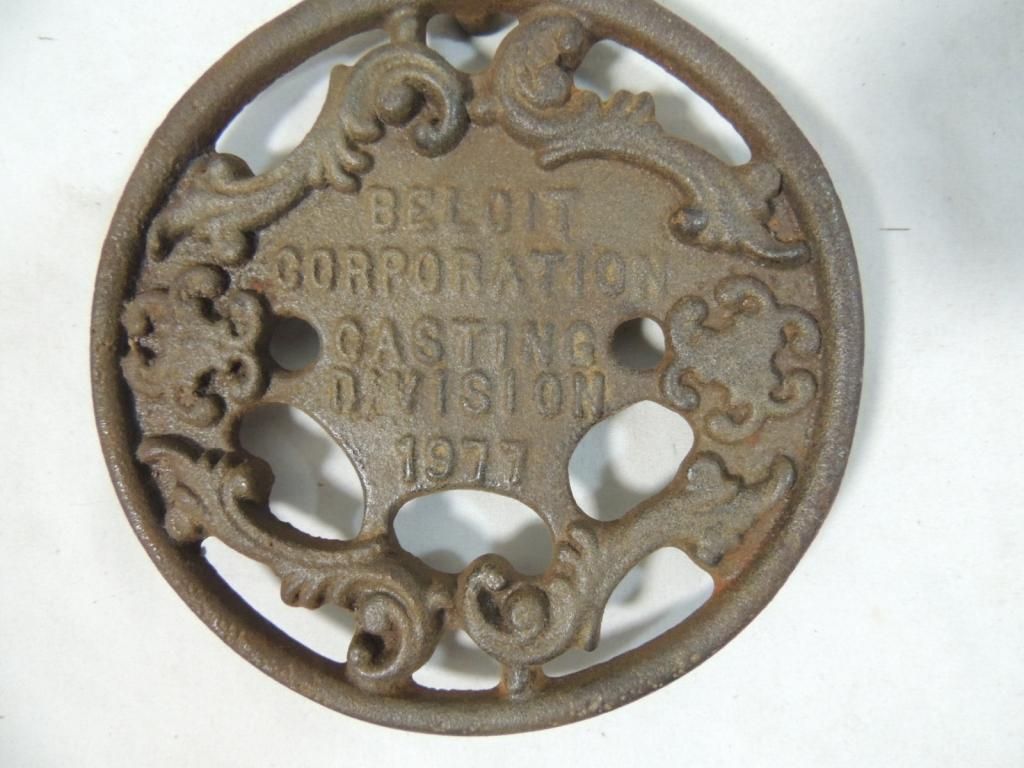 BELOIT
CORPORATION
CASTING
DIVISION
1977